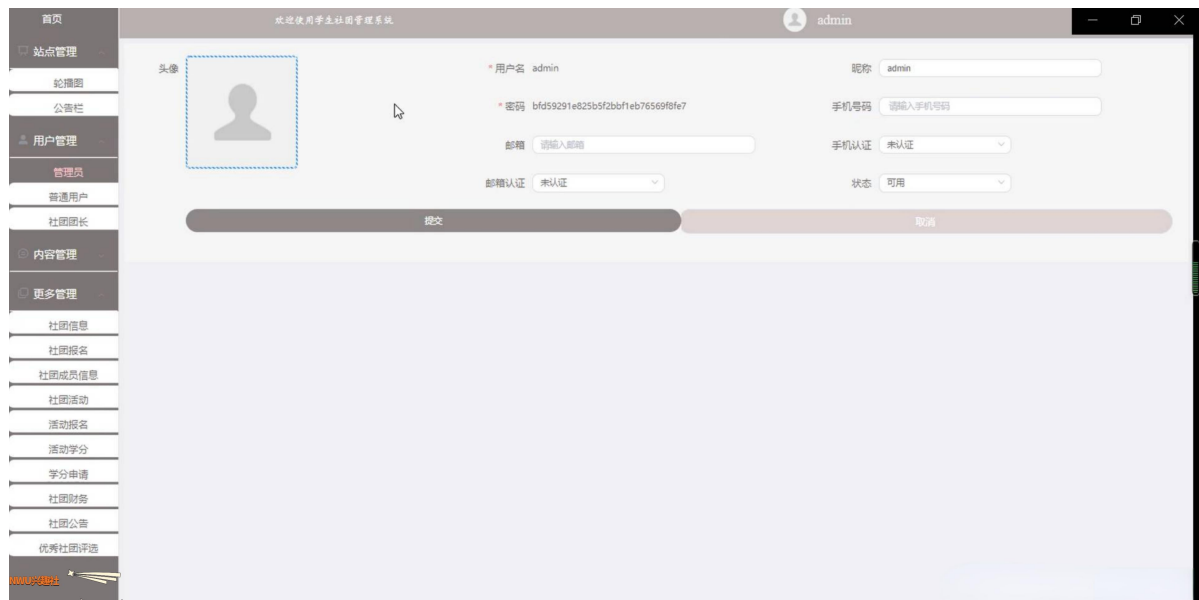 首页
欢迎使用学生社团管理系统
admin
站点管理
轮播图
公告栏
用户管理
管理员
普通用户
社团团长
内容管理
更多管理
社团信息
社团报名
社团成员信息
社团活动
活动报名
活动学分
学分申请
社团财务
社团公告
优秀社团评选
NWU兴趣社
头像
* 用户名 admin
昵称 admin
* 密码 bfd59291e825b5f2bbf1eb76569f8fe7
手机号码 请输入手机号码
邮箱 请输入邮箱
手机认证 未认证
邮箱认证 未认证
状态 可用
提交
取消